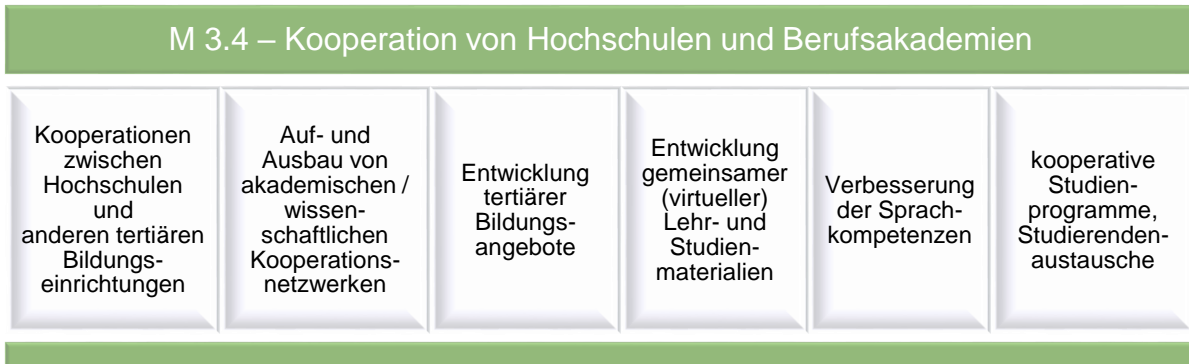 M 3.4 – Kooperation von Hochschulen und Berufsakademien
Kooperationen
zwischen
Hochschulen
und
anderen tertiären
Bildungs-
einrichtungen
Auf- und
Ausbau von
akademischen /
wissen-
schaftlichen
Kooperations-
netzwerken
Entwicklung
tertiärer
Bildungs-
angebote
Entwicklung
gemeinsamer
(virtueller)
Lehr- und
Studien-
materialien
Verbesserung
der Sprach-
kompetenzen
kooperative
Studien-
programme,
Studierenden-
austausche